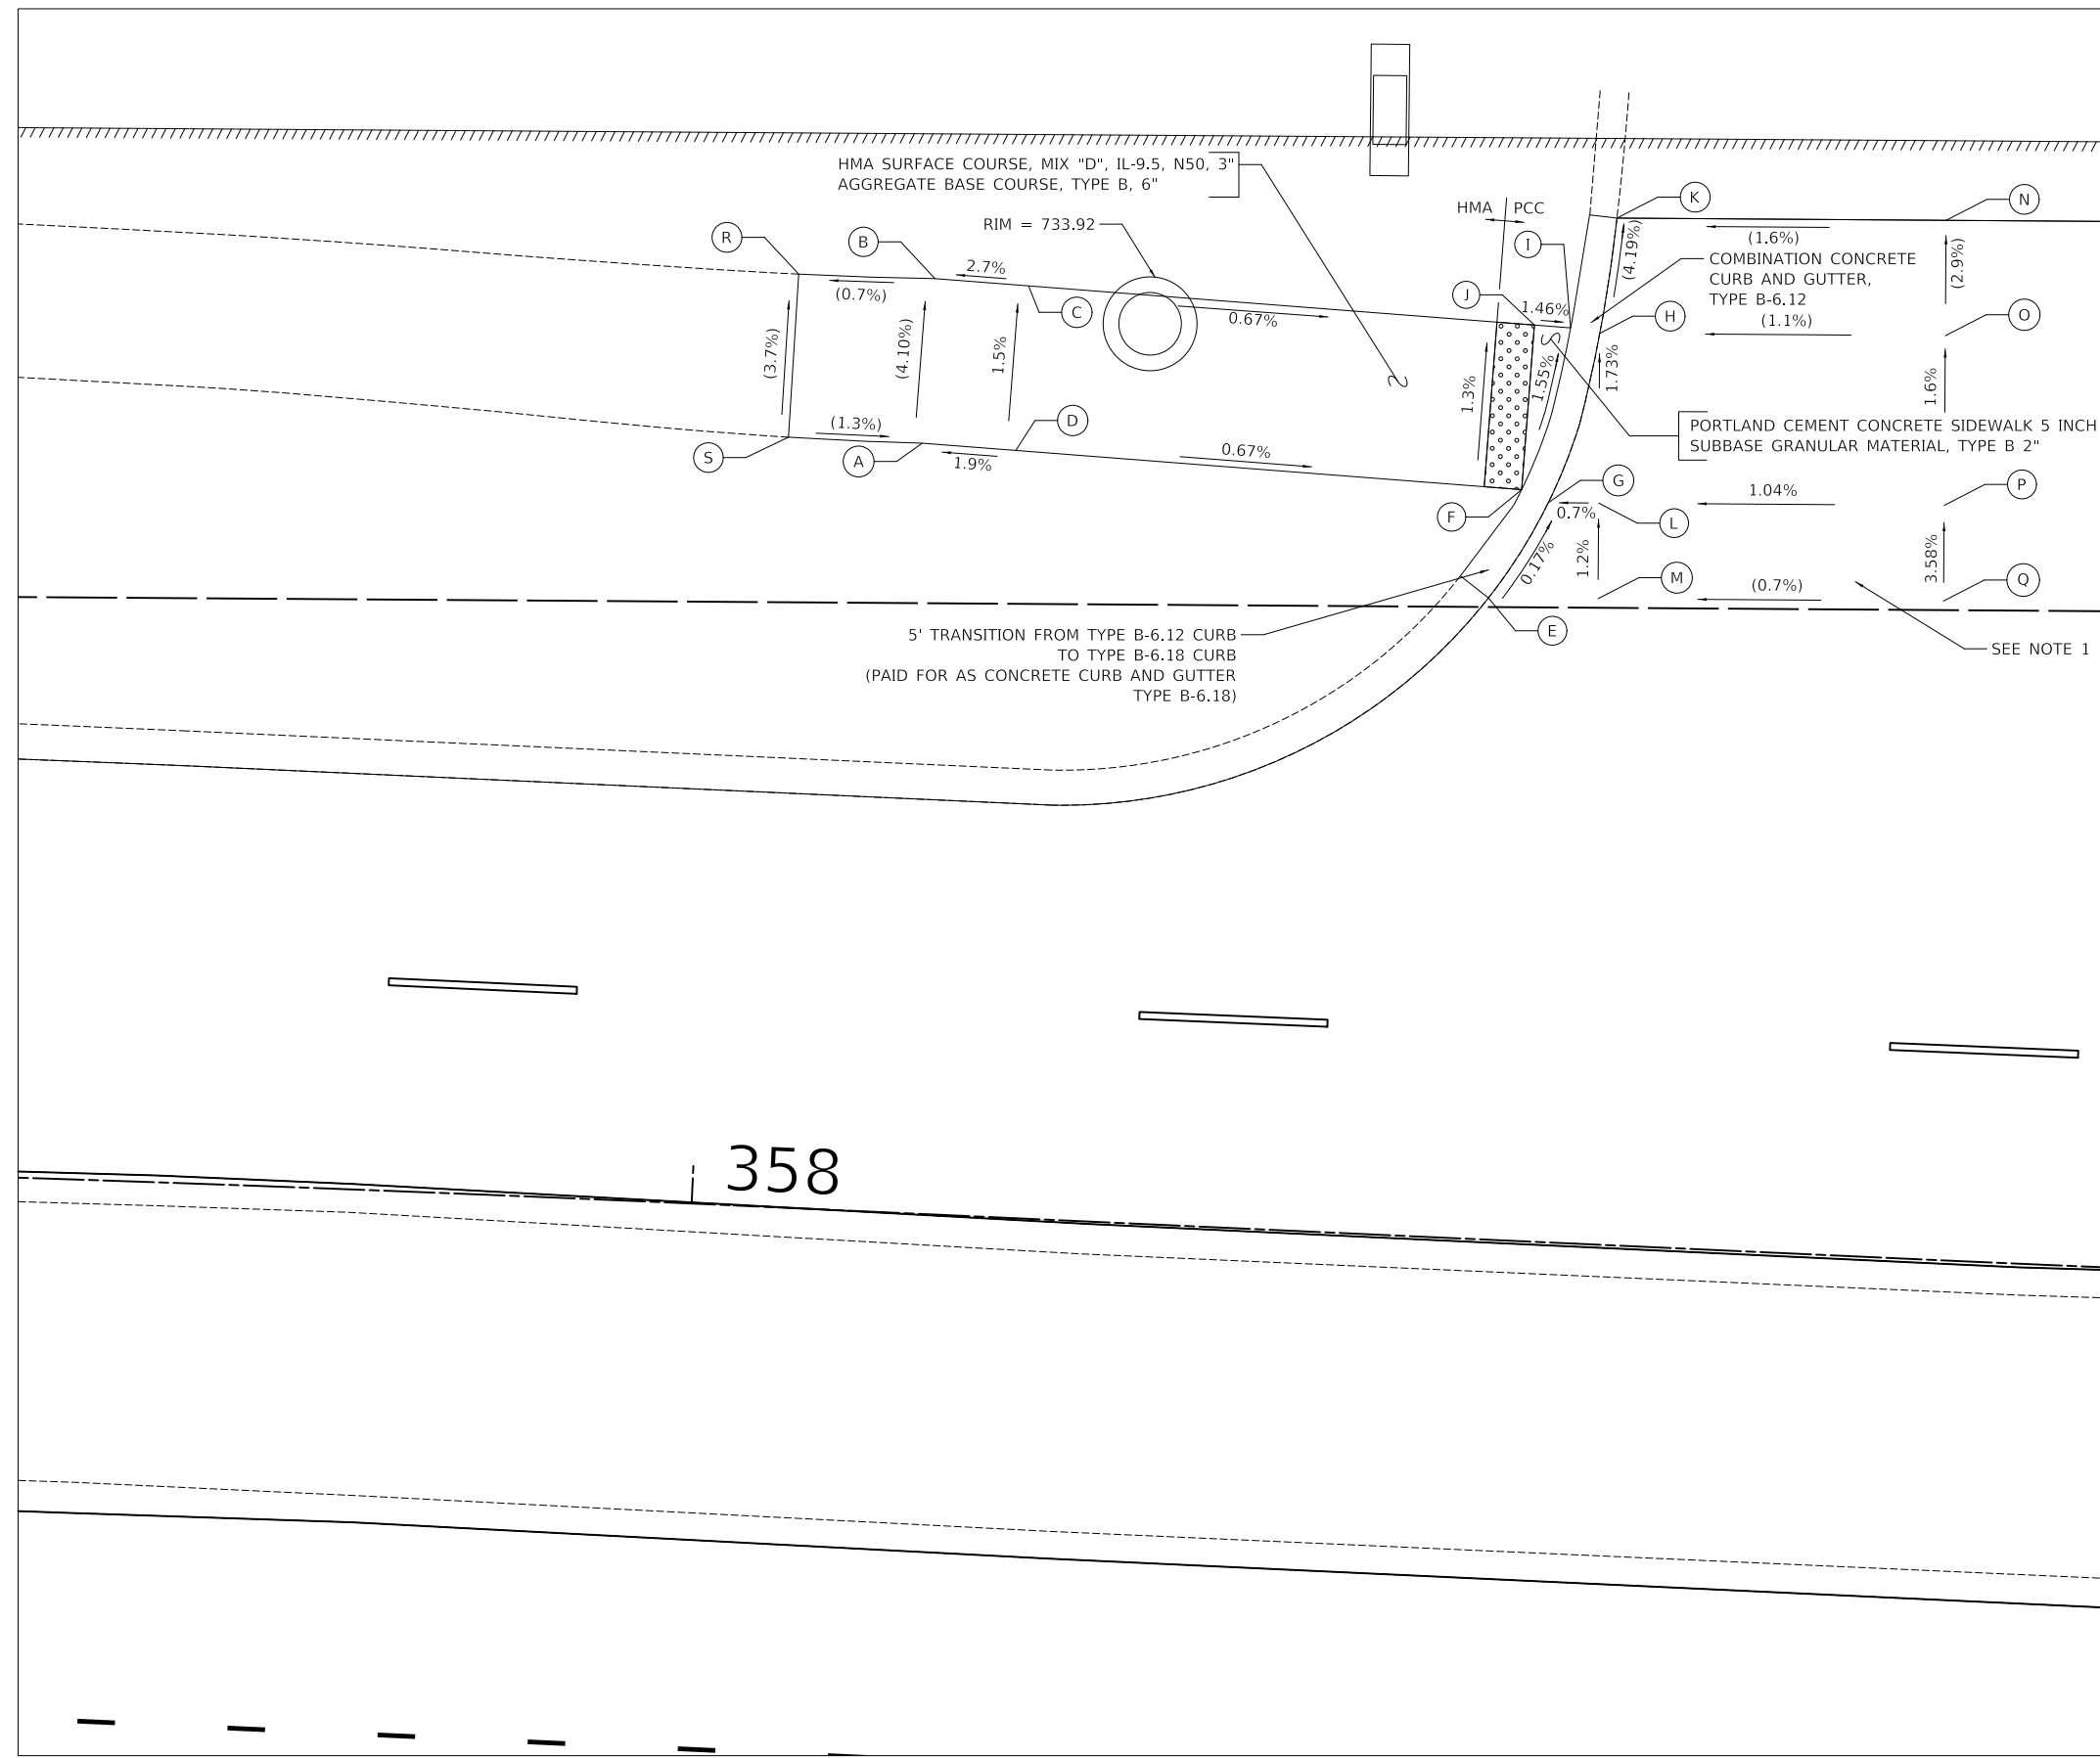 HMA SURFACE COURSE, MIX "D", IL-9.5, N50, 3"
AGGREGATE BASE COURSE, TYPE B, 6"
RIM = 733.92
HMA PCC
K
N
R
B
I
2.7%
(0.7%)
C
J
1.46%
0.67%
(4.19%)
(1.6%)
COMBINATION CONCRETE
CURB AND GUTTER,
TYPE B-6.12
(2.9%)
H
(1.1%)
O
(3.7%)
(4.10%)
1.5%
1.3%
1.55%
1.73%
1.6%
(1.3%)
D
PORTLAND CEMENT CONCRETE SIDEWALK 5 INCH
SUBBASE GRANULAR MATERIAL, TYPE B 2"
S
A
1.9%
0.67%
G
1.04%
P
F
0.7%
L
0.17%
1.2%
M
(0.7%)
3.58%
Q
5' TRANSITION FROM TYPE B-6.12 CURB
TO TYPE B-6.18 CURB
(PAID FOR AS CONCRETE CURB AND GUTTER
TYPE B-6.18)
E
SEE NOTE 1
358